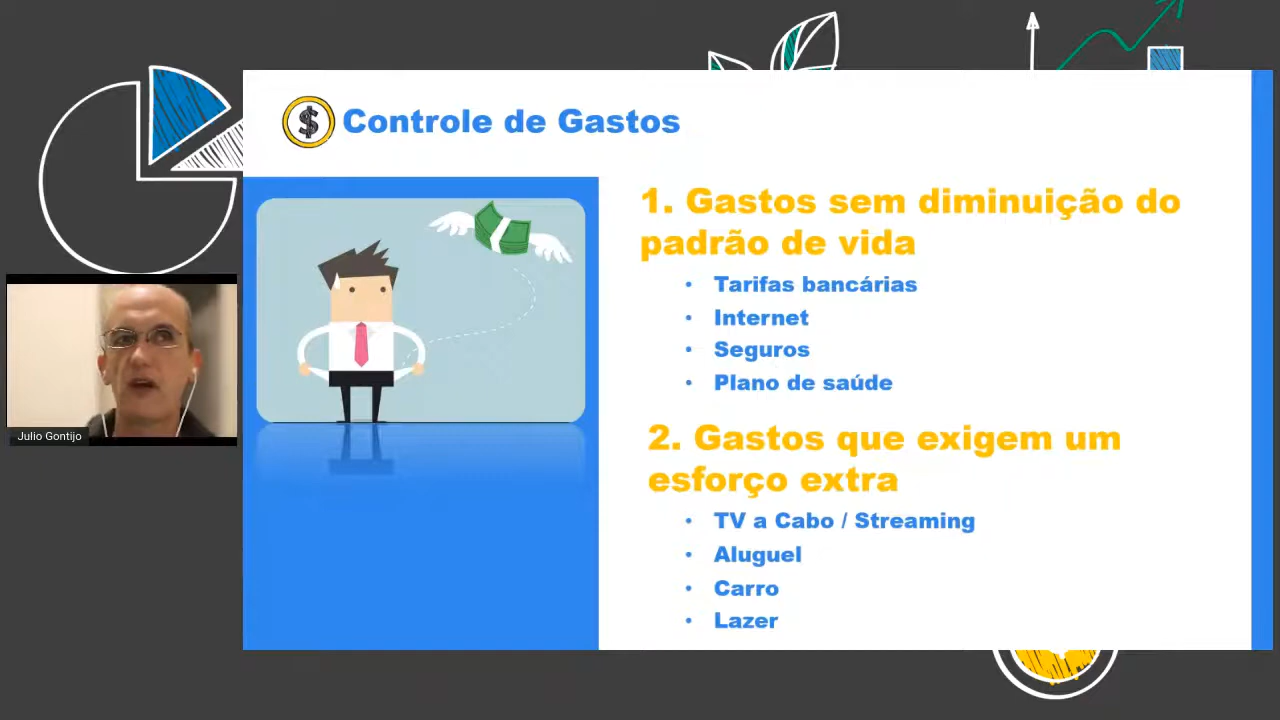 Controle de Gastos
1. Gastos sem diminuição do
padrão de vida
• Tarifas bancárias
• Internet
• Seguros
• Plano de saúde
2. Gastos que exigem um
esforço extra
• TV a Cabo / Streaming
• Aluguel
• Carro
• Lazer
Julio Gontijo